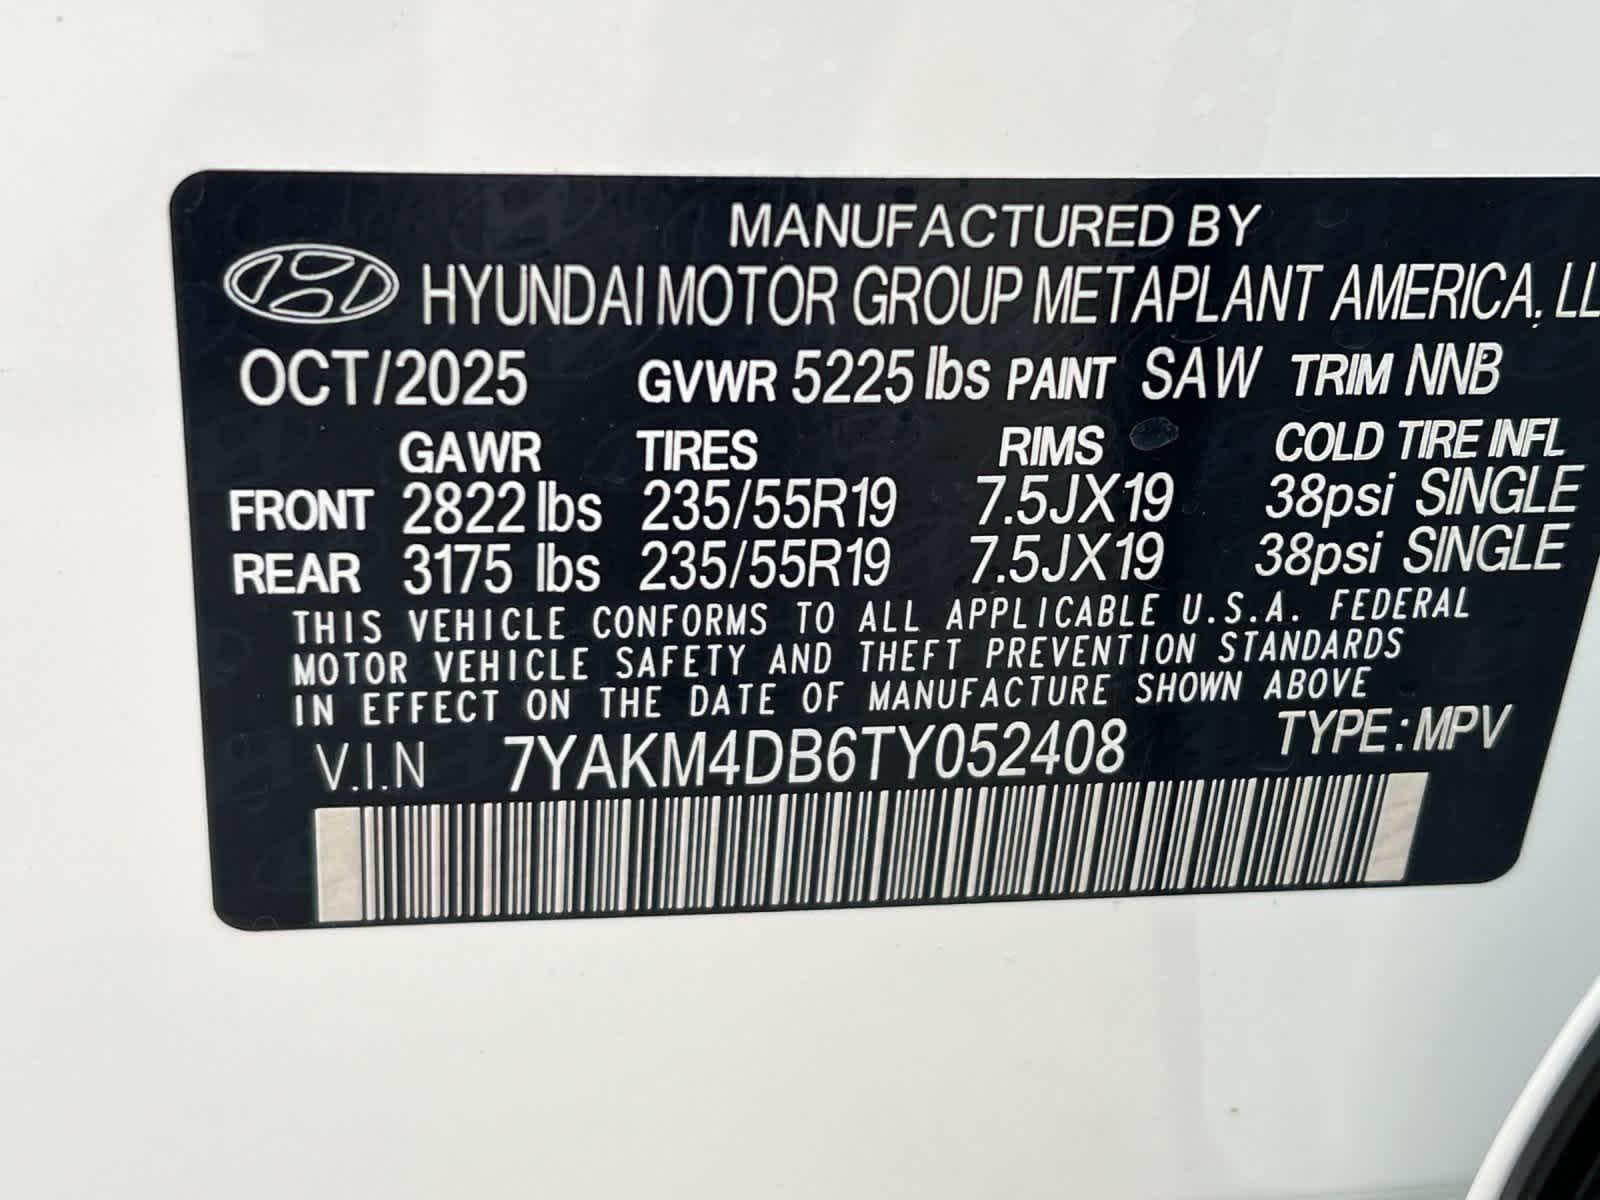 MANUFACTURED BY
HYUNDAI MOTOR GROUP METAPLANT AMERICA, LL
OCT/2025 GVWR 5225 lbs PAINT SAW TRIM NNB
GAWR TIRES RIMS COLD TIRE INFL
FRONT 2822 lbs 235/55R19 7.5JX19 38psi SINGLE
REAR 3175 lbs 235/55R19 7.5JX19 38psi SINGLE
THIS VEHICLE CONFORMS TO ALL APPLICABLE U.S.A. FEDERAL
MOTOR VEHICLE SAFETY AND THEFT PREVENTION STANDARDS
IN EFFECT ON THE DATE OF MANUFACTURE SHOWN ABOVE
V.I.N 7YAKM4DB6TY052408 TYPE:MPV